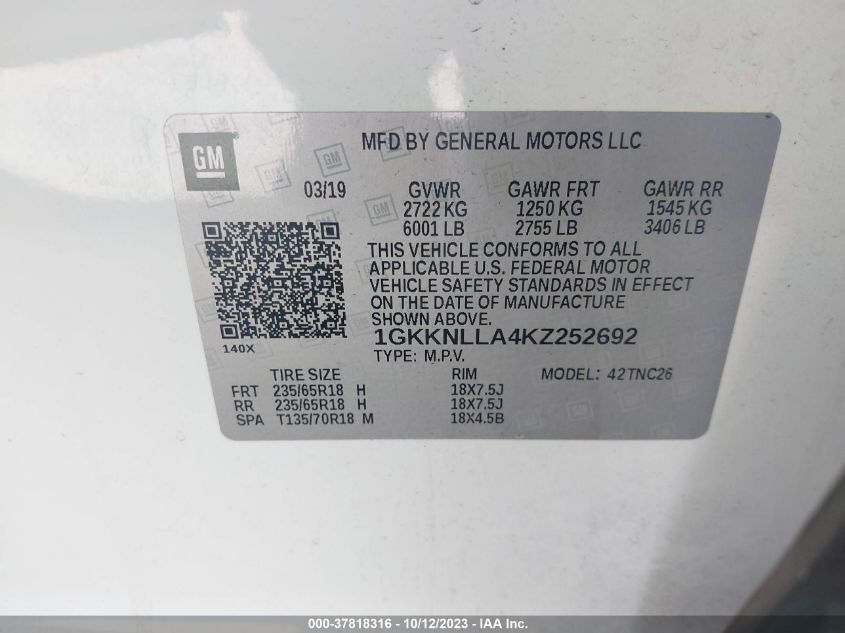 GM
MFD BY GENERAL MOTORS LLC
03/19 GVWR GAWR FRT GAWR RR
2722 KG 1250 KG 1545 KG
6001 LB 2755 LB 3406 LB
THIS VEHICLE CONFORMS TO ALL
APPLICABLE U.S. FEDERAL MOTOR
VEHICLE SAFETY STANDARDS IN EFFECT
ON THE DATE OF MANUFACTURE
SHOWN ABOVE.
1GKKNLLA4KZ252692
140X TYPE: M.P.V.
TIRE SIZE RIM MODEL: 42TNC26
FRT 235/65R18 H 18X7.5J
RR 235/65R18 H 18X7.5J
SPA T135/70R18 M 18X4.5B
000-37818316 - 10/12/2023 - IAA Inc.